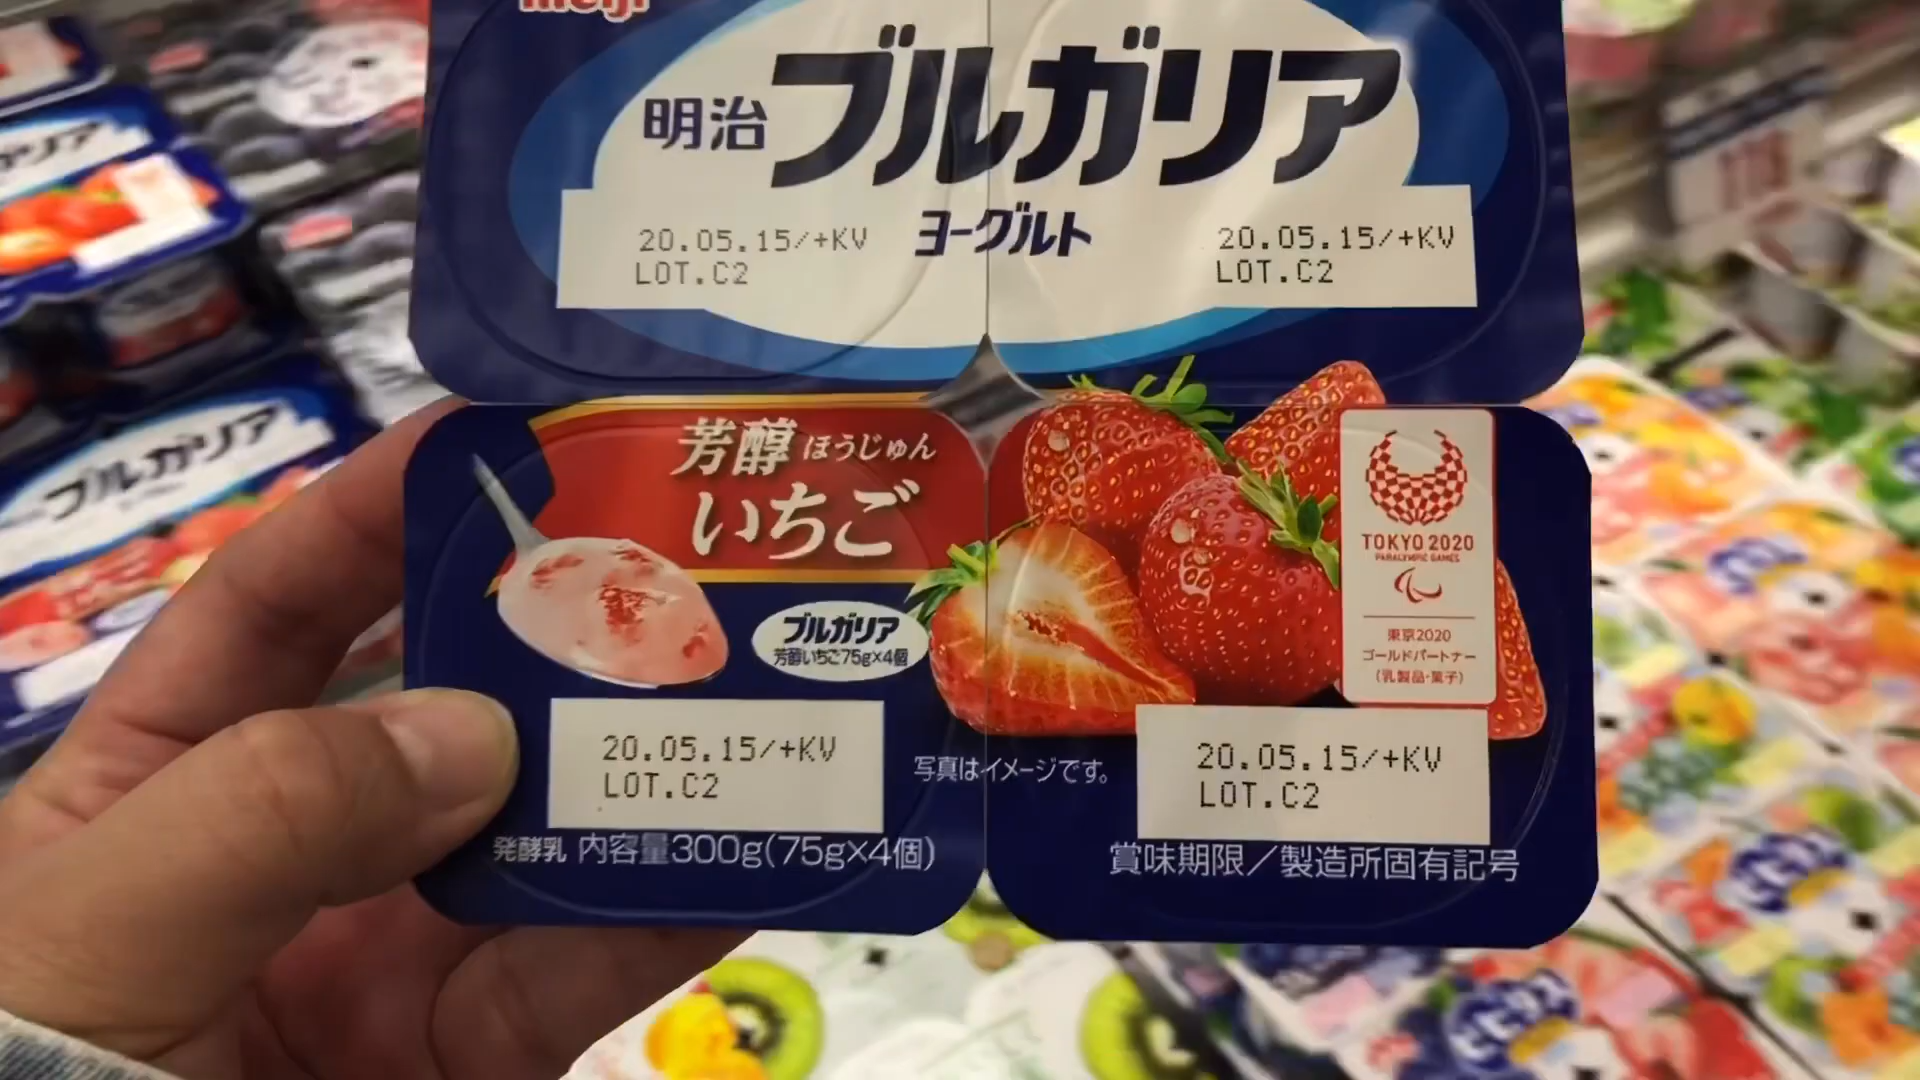 meiji
明治 ブルガリア
ヨーグルト
20.05.15/+KV
LOT.C2
20.05.15/+KV
LOT.C2
芳醇 ほうじゅん
いちご
ブルガリア
芳醇いちご75g×4個
TOKYO 2020
PARALYMPIC GAMES
東京2020
ゴールドパートナー
(乳製品・菓子)
20.05.15/+KV
LOT.C2
写真はイメージです。
20.05.15/+KV
LOT.C2
発酵乳 内容量300g(75g×4個)
賞味期限/製造所固有記号
ブルガリア